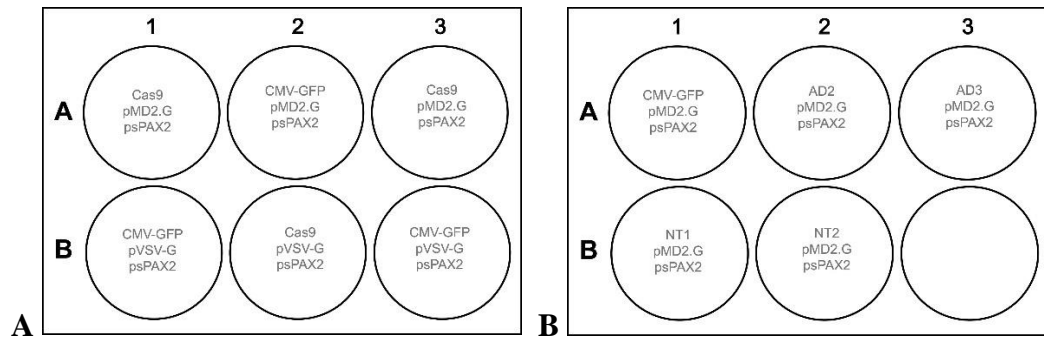 1 2 3
A
Cas9
pMD2.G
psPAX2
CMV-GFP
pMD2.G
psPAX2
Cas9
pMD2.G
psPAX2
B
CMV-GFP
pVSV-G
psPAX2
Cas9
pVSV-G
psPAX2
CMV-GFP
pVSV-G
psPAX2
A
1 2 3
A
CMV-GFP
pMD2.G
psPAX2
AD2
pMD2.G
psPAX2
AD3
pMD2.G
psPAX2
B
NT1
pMD2.G
psPAX2
NT2
pMD2.G
psPAX2
B